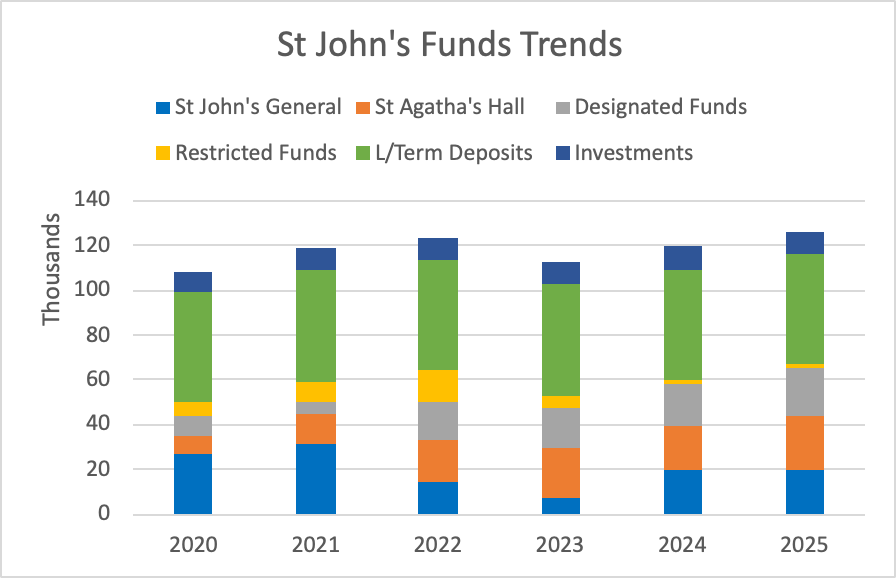 St John's Funds Trends
St John's General St Agatha's Hall Designated Funds
Restricted Funds L/Term Deposits Investments
Thousands
140
120
100
80
60
40
20
0
2020 2021 2022 2023 2024 2025